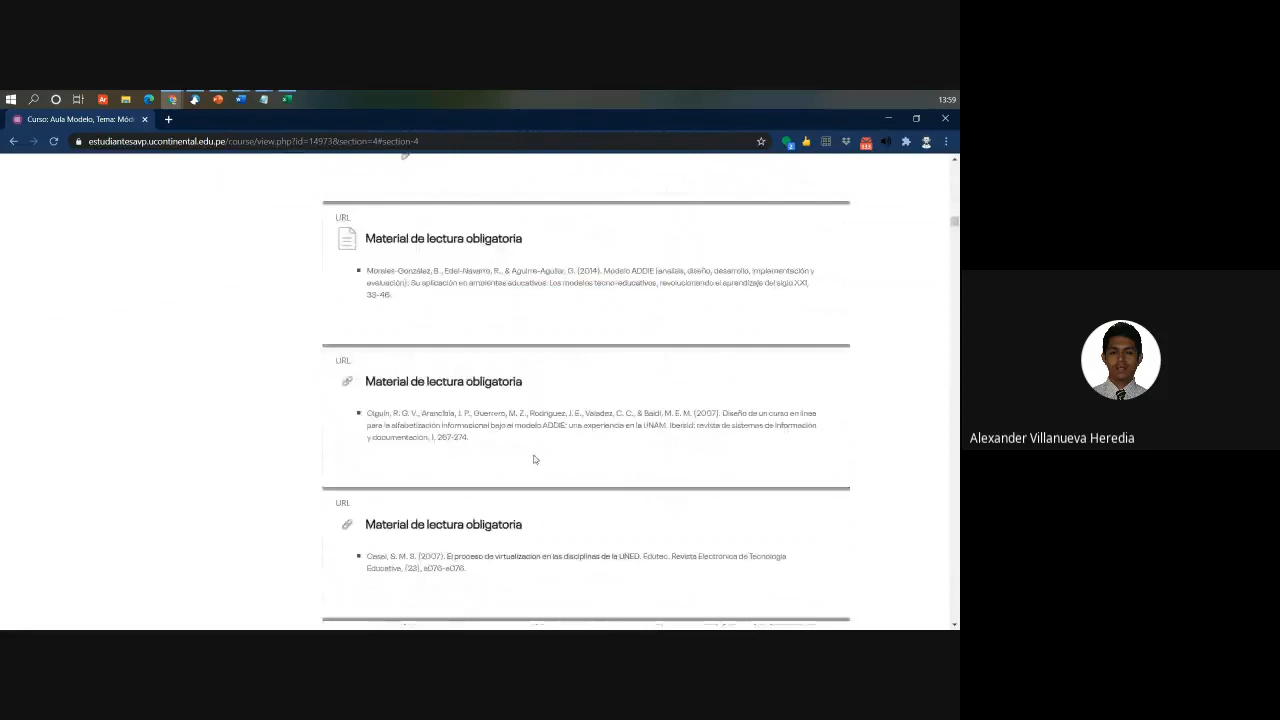 13:59
Curso: Aula Modelo, Tema: Mód
estudiantesavp.ucontinental.edu.pe/course/view.php?id=14973&section=4#section-4
URL
Material de lectura obligatoria
Morales-González, B., Edel-Navarro, R., & Aguirre-Aguilar, G. (2014). Modelo ADDIE (análisis, diseño, desarrollo, implementación y
evaluación): Su aplicación en ambientes educativos. Los modelos tecno-educativos, revolucionando el aprendizaje del siglo XXI,
33-46.
URL
Material de lectura obligatoria
Olguín, R. G. V., Arancibia, J. P., Guerrero, M. Z., Rodríguez, J. E., Valadez, C. C., & Baidi, M. E. M. (2007). Diseño de un curso en línea
para la alfabetización informacional bajo el modelo ADDIE: una experiencia en la UNAM. Ibersid: revista de sistemas de información
y documentación, 1, 267-274.
URL
Material de lectura obligatoria
Casal, S. M. S. (2007). El proceso de virtualización en las disciplinas de la UNED. Edutec. Revista Electrónica de Tecnología
Educativa, (23), a076-a076.
Alexander Villanueva Heredia